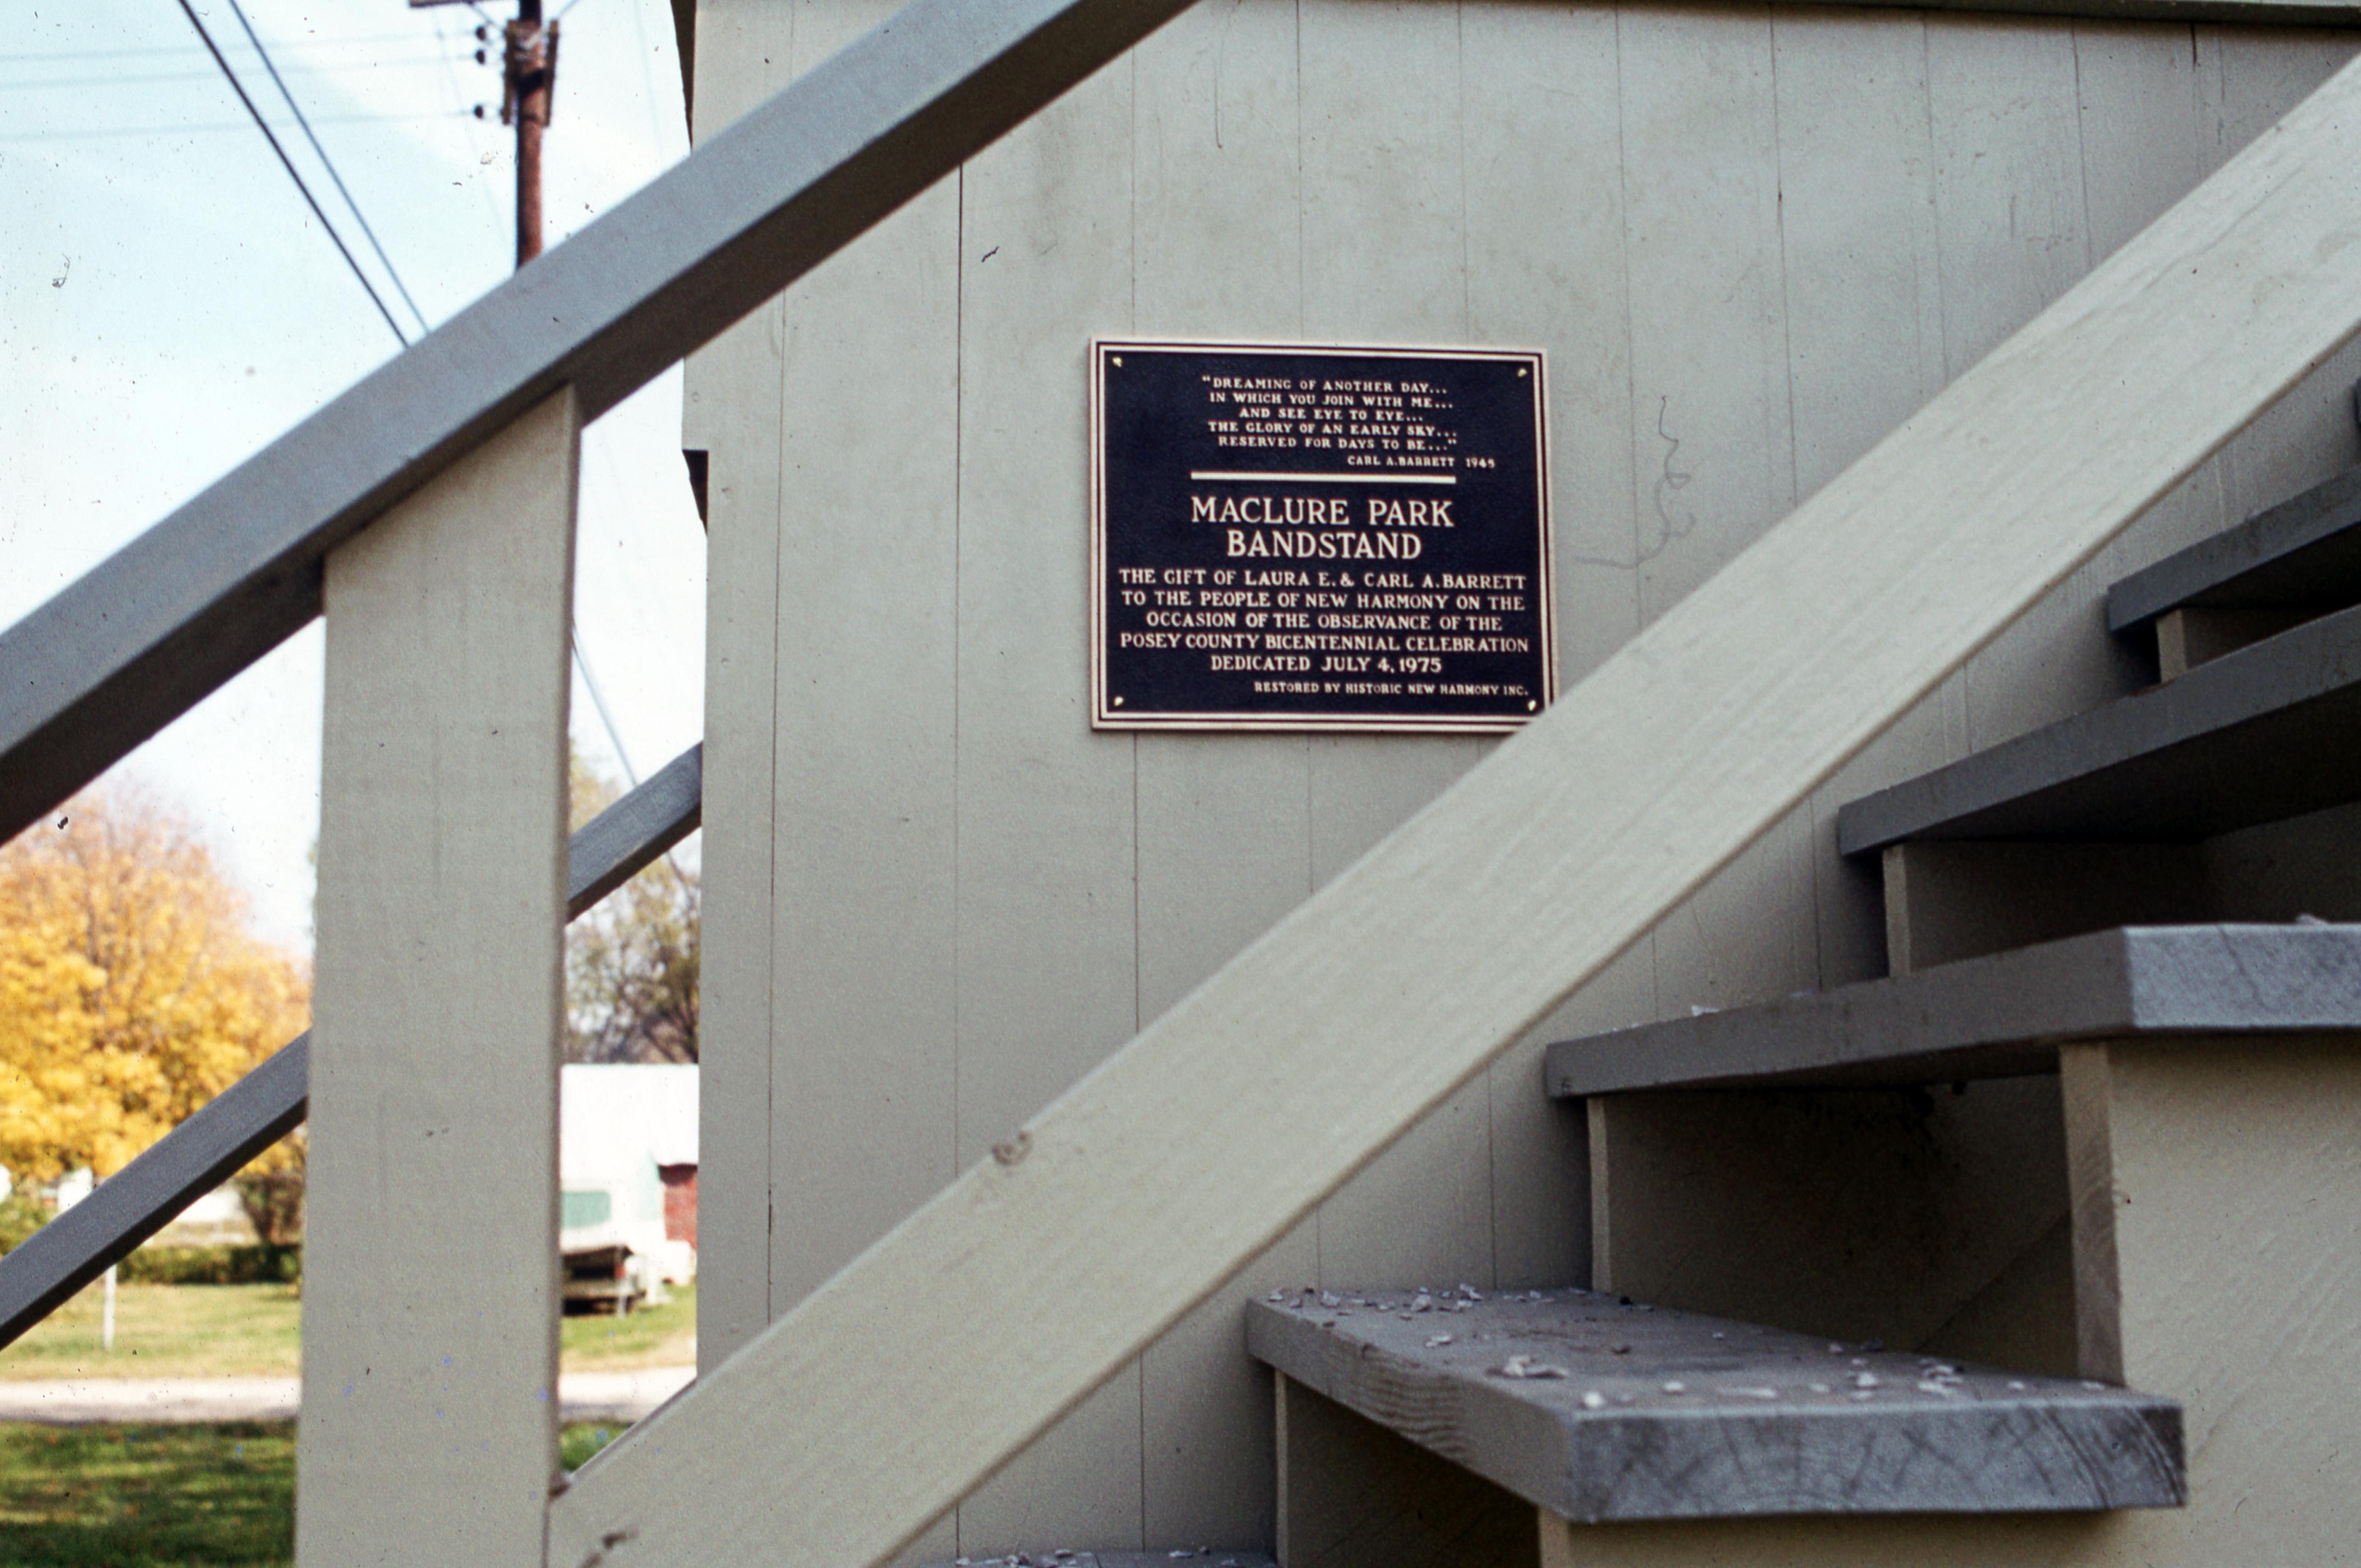 "DREAMING OF ANOTHER DAY...
IN WHICH YOU JOIN WITH ME...
AND SEE EYE TO EYE...
THE GLORY OF AN EARLY SKY...
RESERVED FOR DAYS TO BE..."
CARL A. BARRETT 1945
MACLURE PARK
BANDSTAND
THE GIFT OF LAURA E. & CARL A. BARRETT
TO THE PEOPLE OF NEW HARMONY ON THE
OCCASION OF THE OBSERVANCE OF THE
POSEY COUNTY BICENTENNIAL CELEBRATION
DEDICATED JULY 4, 1975
RESTORED BY HISTORIC NEW HARMONY INC.